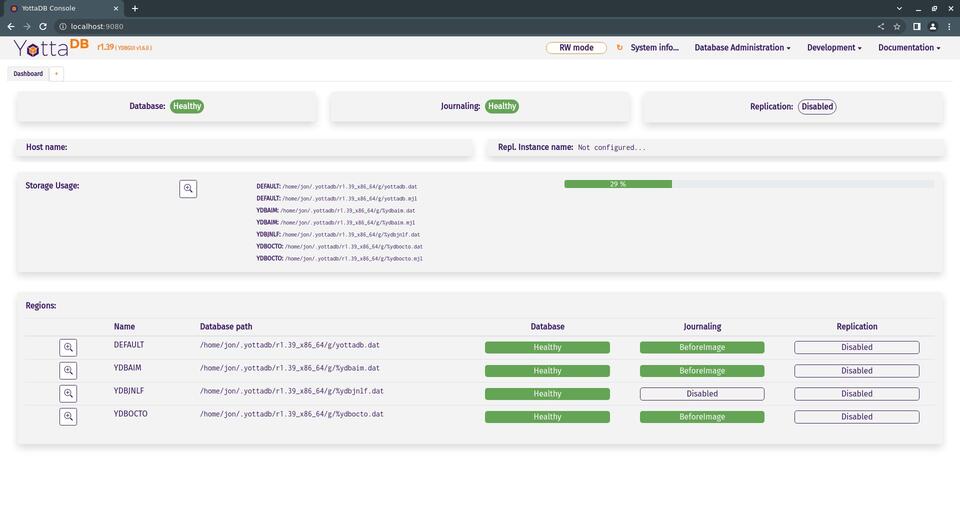 YottaDB Console
localhost:9080
YottaDB r1.39 (YDBGUI v1.6.0)
RW mode
System info...
Database Administration
Development
Documentation
Dashboard
+
Database: Healthy
Journaling: Healthy
Replication: Disabled
Host name:
Repl. Instance name: Not configured...
Storage Usage:
DEFAULT: /home/jon/.yottadb/r1.39_x86_64/g/yottadb.dat
29 %
DEFAULT: /home/jon/.yottadb/r1.39_x86_64/g/yottadb.mjl
YDBAIM: /home/jon/.yottadb/r1.39_x86_64/g/%ydbaim.dat
YDBAIM: /home/jon/.yottadb/r1.39_x86_64/g/%ydbaim.mjl
YDBJNLF: /home/jon/.yottadb/r1.39_x86_64/g/%ydbjnlf.dat
YDBOCTO: /home/jon/.yottadb/r1.39_x86_64/g/%ydbocto.dat
YDBOCTO: /home/jon/.yottadb/r1.39_x86_64/g/%ydbocto.mjl
Regions:
Name Database path Database Journaling Replication
DEFAULT /home/jon/.yottadb/r1.39_x86_64/g/yottadb.dat Healthy BeforeImage Disabled
YDBAIM /home/jon/.yottadb/r1.39_x86_64/g/%ydbaim.dat Healthy BeforeImage Disabled
YDBJNLF /home/jon/.yottadb/r1.39_x86_64/g/%ydbjnlf.dat Healthy Disabled Disabled
YDBOCTO /home/jon/.yottadb/r1.39_x86_64/g/%ydbocto.dat Healthy BeforeImage Disabled